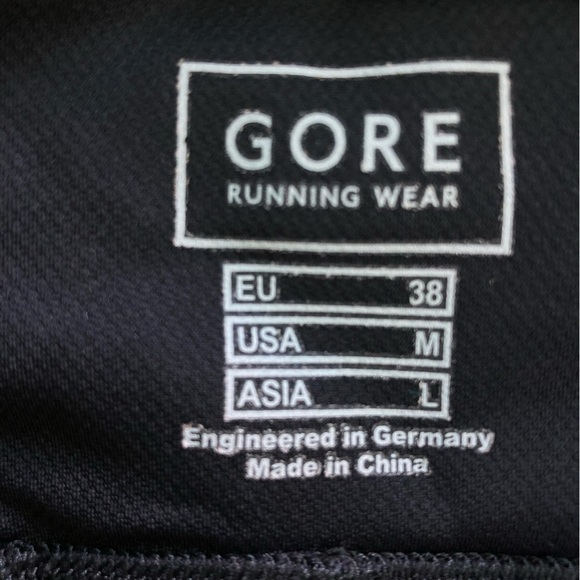 GORE
RUNNING WEAR
EU 38
USA M
ASIA L
Engineered in Germany
Made in China